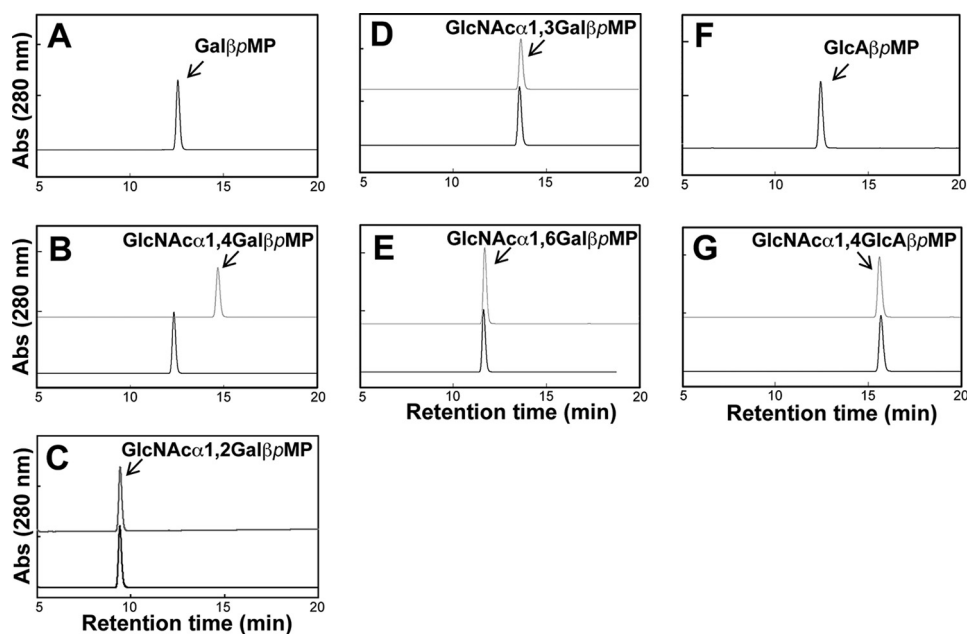 A
GalβpMP
Abs (280 nm)
5 10 15 20
D
GlcNAcα1,3GalβpMP
5 10 15 20
F
GlcAβpMP
5 10 15 20
B
GlcNAcα1,4GalβpMP
Abs (280 nm)
5 10 15 20
E
GlcNAcα1,6GalβpMP
5 10 15 20
Retention time (min)
G
GlcNAcα1,4GlcAβpMP
5 10 15 20
Retention time (min)
C
GlcNAcα1,2GalβpMP
Abs (280 nm)
5 10 15 20
Retention time (min)